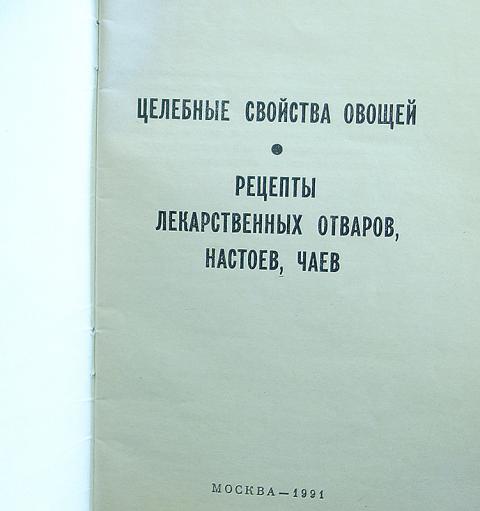 ЦЕЛЕБНЫЕ СВОЙСТВА ОВОЩЕЙ
●
РЕЦЕПТЫ
ЛЕКАРСТВЕННЫХ ОТВАРОВ,
НАСТОЕВ, ЧАЕВ
МОСКВА—1991